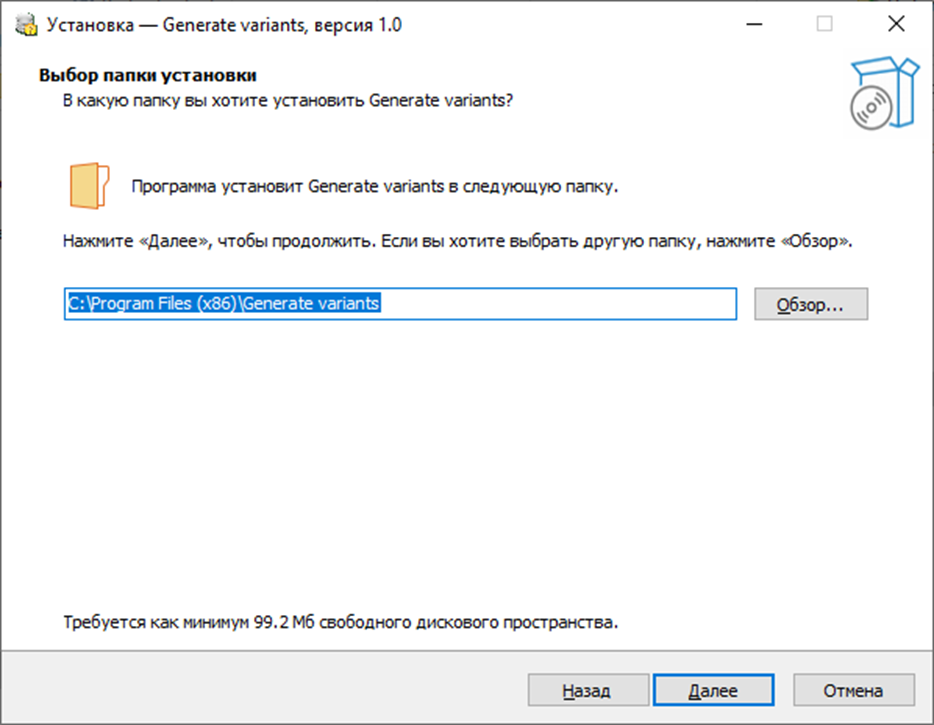 Установка — Generate variants, версия 1.0
Выбор папки установки
В какую папку вы хотите установить Generate variants?
Программа установит Generate variants в следующую папку.
Нажмите «Далее», чтобы продолжить. Если вы хотите выбрать другую папку, нажмите «Обзор».
C:\Program Files (x86)\Generate variants
Обзор...
Требуется как минимум 99.2 Мб свободного дискового пространства.
Назад
Далее
Отмена